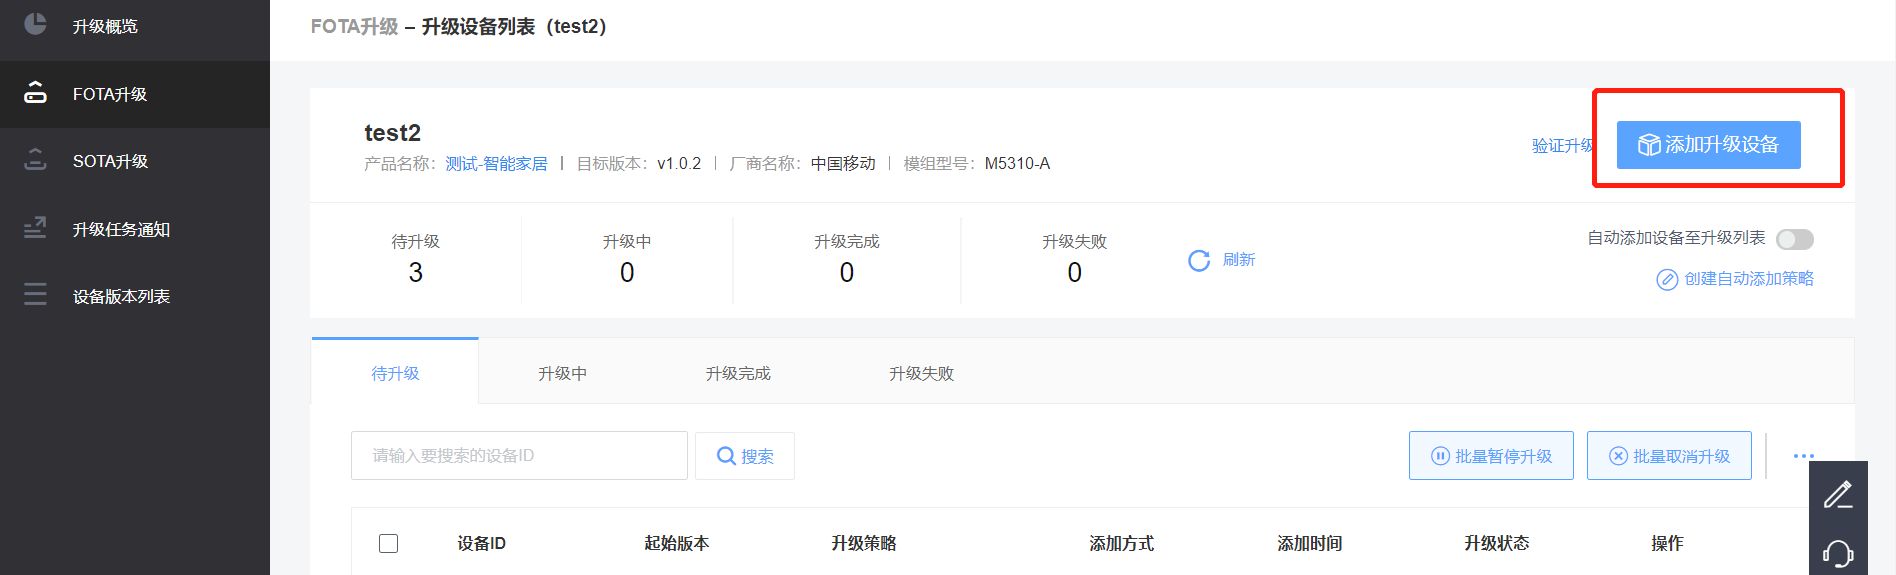 升级概览
FOTA升级
SOTA升级
升级任务通知
设备版本列表
FOTA升级 – 升级设备列表（test2）
test2
产品名称：测试-智能家居 | 目标版本：v1.0.2 | 厂商名称：中国移动 | 模组型号：M5310-A
验证升级
添加升级设备
待升级 升级中 升级完成 升级失败
3 0 0 0
刷新
自动添加设备至升级列表
创建自动添加策略
待升级 升级中 升级完成 升级失败
请输入要搜索的设备ID
搜索
批量暂停升级
批量取消升级
设备ID 起始版本 升级策略 添加方式 添加时间 升级状态 操作